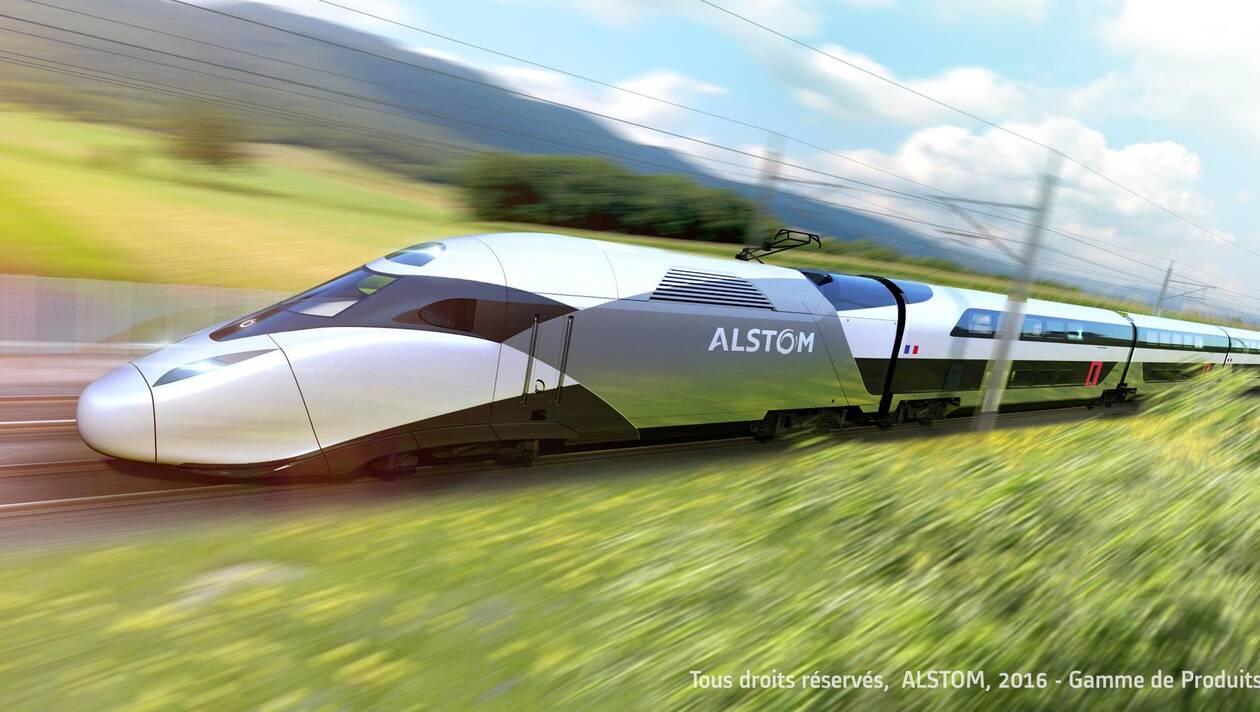 ALSTOM
Tous droits réservés, ALSTOM, 2016 - Gamme de Produits